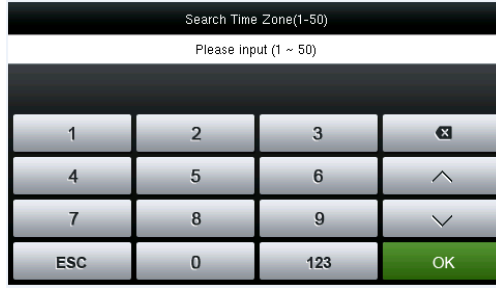 Search Time Zone(1-50)
Please input (1 ~ 50)
1 2 3
4 5 6
7 8 9
ESC 0 123 OK